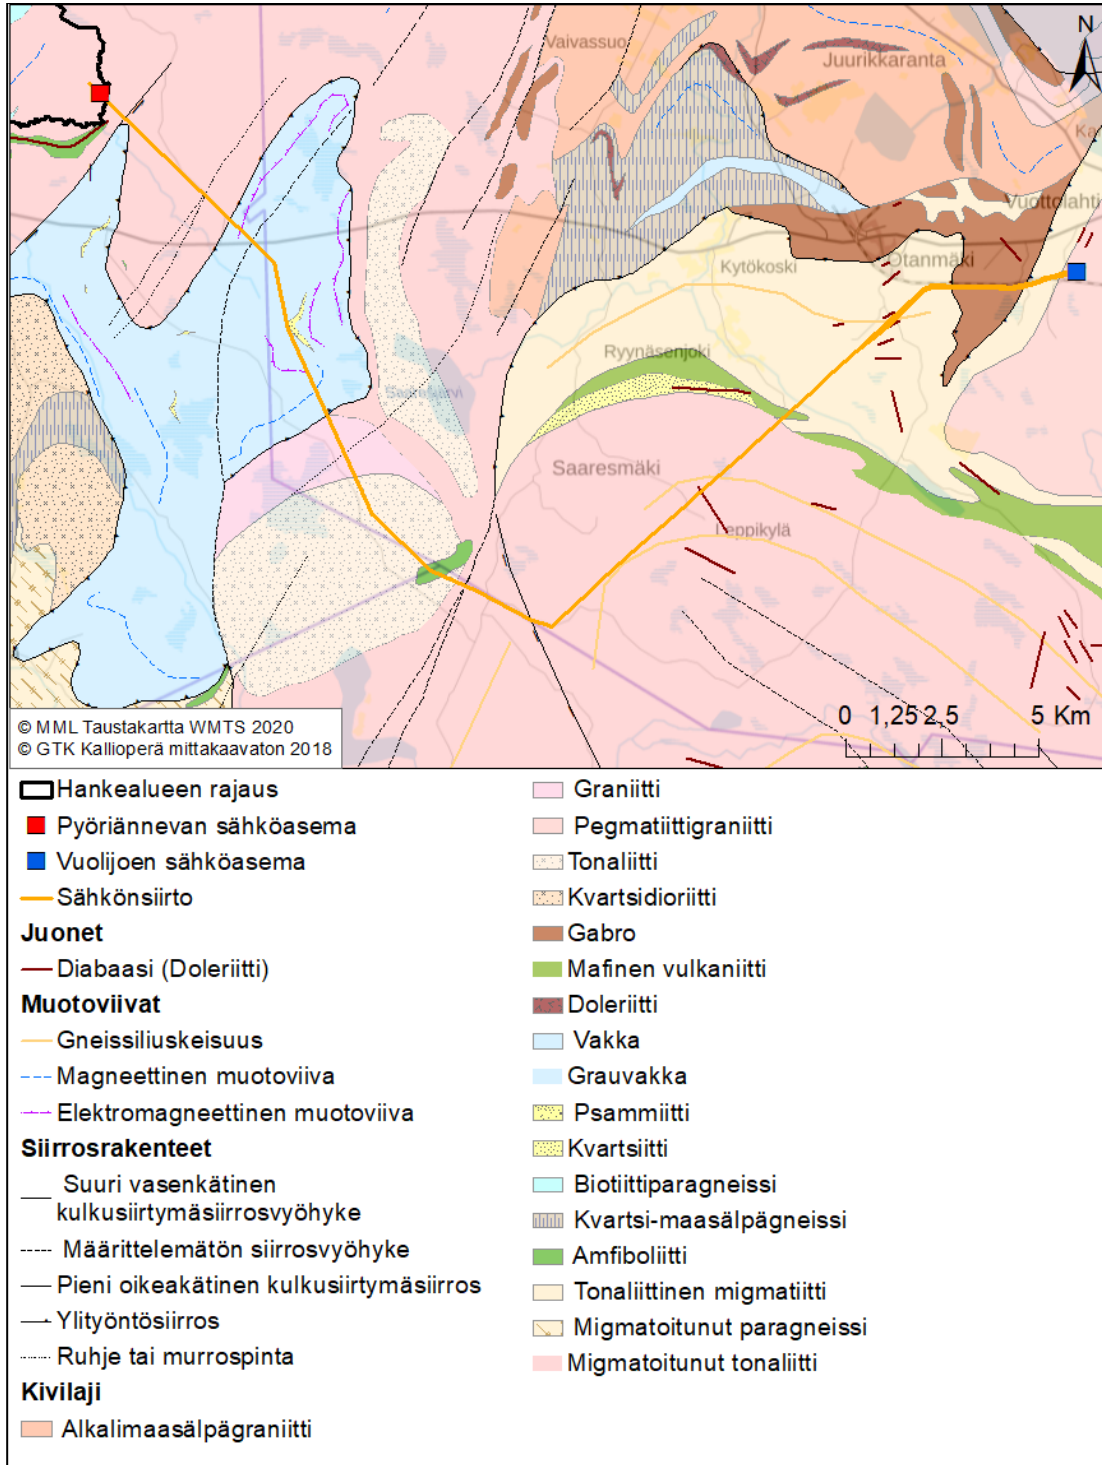 N
Vaivassuo
Juurikkaranta
Ka
Vuottolahti
Otanmäki
Kytökoski
Ryynäsenjoki
Saaresmäki
Leppikylä
0 1,25 2,5 5 Km
© MML Taustakartta WMTS 2020
© GTK Kallioperä mittakaavaton 2018
Hankealueen rajaus
Pyöriännevan sähköasema
Vuolijoen sähköasema
Sähkönsiirto
Juonet
Diabaasi (Doleriitti)
Muotoviivat
Gneissiliuskeisuus
Magneettinen muotoviiva
Elektromagneettinen muotoviiva
Siirrosrakenteet
Suuri vasenkätinen
kulkusiirtymäsiirrosvyöhyke
Määrittelemätön siirrosvyöhyke
Pieni oikeakätinen kulkusiirtymäsiirros
Ylityöntösiirros
Ruhje tai murrospinta
Kivilaji
Alkalimaasälpägraniitti
Graniitti
Pegmatiittigraniitti
Tonaliitti
Kvartsidioriitti
Gabro
Mafinen vulkaniitti
Doleriitti
Vakka
Grauvakka
Psammiitti
Kvartsiitti
Biotiittiparagneissi
Kvartsi-maasälpägneissi
Amfiboliitti
Tonaliittinen migmatiitti
Migmatoitunut paragneissi
Migmatoitunut tonaliitti